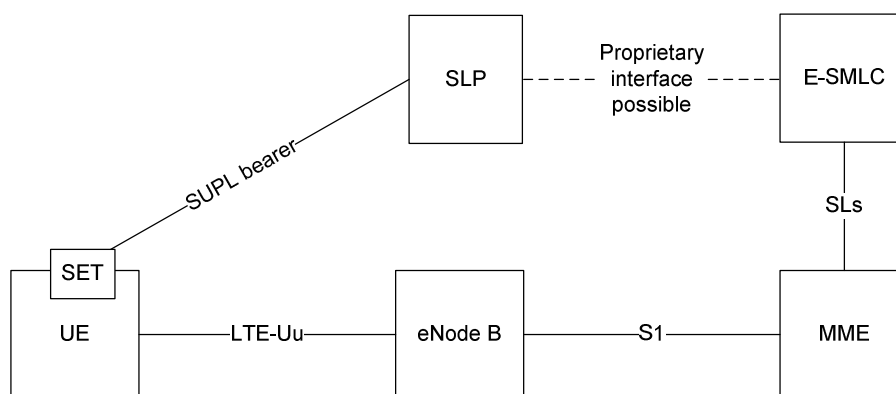 SLP
Proprietary
interface
possible
E-SMLC
SUPL bearer
SLs
SET
UE
LTE-Uu
eNode B
S1
MME